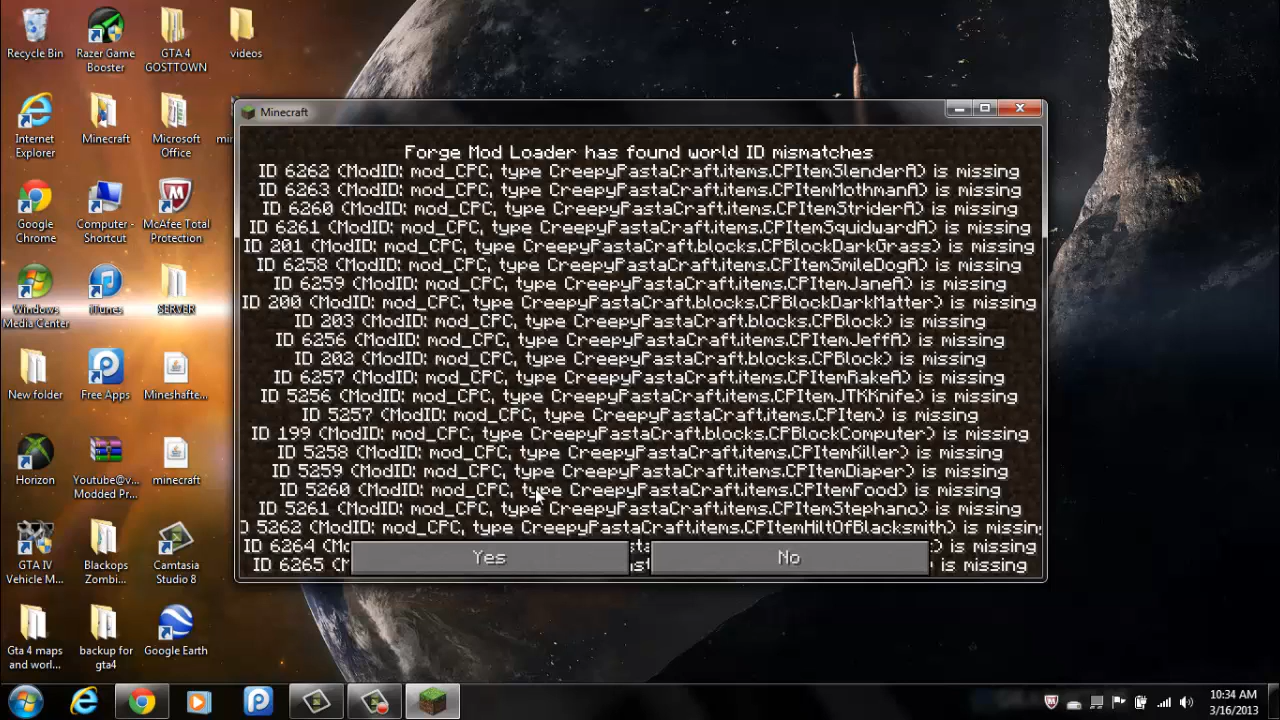 Recycle Bin
Razer Game Booster
GTA 4 GOSTTOWN
videos
Internet Explorer
Minecraft
Microsoft Office
Google Chrome
Computer - Shortcut
McAfee Total Protection
Windows Media Center
iTunes
SERVER
New folder
Free Apps
Mineshafte...
Horizon
Youtube@v... Modded Pr...
minecraft
GTA IV Vehicle M...
Blackops Zombi...
Camtasia Studio 8
Gta 4 maps and worl...
backup for gta4
Google Earth
Minecraft
Forge Mod Loader has found world ID mismatches
ID 6262 (ModID: mod_CPC, type CreepyPastaCraft.items.CPItemSlenderA) is missing
ID 6263 (ModID: mod_CPC, type CreepyPastaCraft.items.CPItemMothmanA) is missing
ID 6260 (ModID: mod_CPC, type CreepyPastaCraft.items.CPItemStriderA) is missing
ID 6261 (ModID: mod_CPC, type CreepyPastaCraft.items.CPItemSquidwardA) is missing
ID 201 (ModID: mod_CPC, type CreepyPastaCraft.blocks.CPBlockDarkGrass) is missing
ID 6258 (ModID: mod_CPC, type CreepyPastaCraft.items.CPItemSmileDogA) is missing
ID 6259 (ModID: mod_CPC, type CreepyPastaCraft.items.CPItemJaneA) is missing
ID 200 (ModID: mod_CPC, type CreepyPastaCraft.blocks.CPBlockDarkMatter) is missing
ID 203 (ModID: mod_CPC, type CreepyPastaCraft.blocks.CPBlock) is missing
ID 6256 (ModID: mod_CPC, type CreepyPastaCraft.items.CPItemJeffA) is missing
ID 202 (ModID: mod_CPC, type CreepyPastaCraft.blocks.CPBlock) is missing
ID 6257 (ModID: mod_CPC, type CreepyPastaCraft.items.CPItemRakeA) is missing
ID 5256 (ModID: mod_CPC, type CreepyPastaCraft.items.CPItemJTKKnife) is missing
ID 5257 (ModID: mod_CPC, type CreepyPastaCraft.items.CPItem) is missing
ID 199 (ModID: mod_CPC, type CreepyPastaCraft.blocks.CPBlockComputer) is missing
ID 5258 (ModID: mod_CPC, type CreepyPastaCraft.items.CPItemKiller) is missing
ID 5259 (ModID: mod_CPC, type CreepyPastaCraft.items.CPItemDiaper) is missing
ID 5260 (ModID: mod_CPC, type CreepyPastaCraft.items.CPItemFood) is missing
ID 5261 (ModID: mod_CPC, type CreepyPastaCraft.items.CPItemStephano) is missing
5262 (ModID: mod_CPC, type CreepyPastaCraft.items.CPItemHiltOfBlacksmith) is missing
ID 6264 is missing
ID 6265 is missing
Yes
No
10:34 AM
3/16/2013